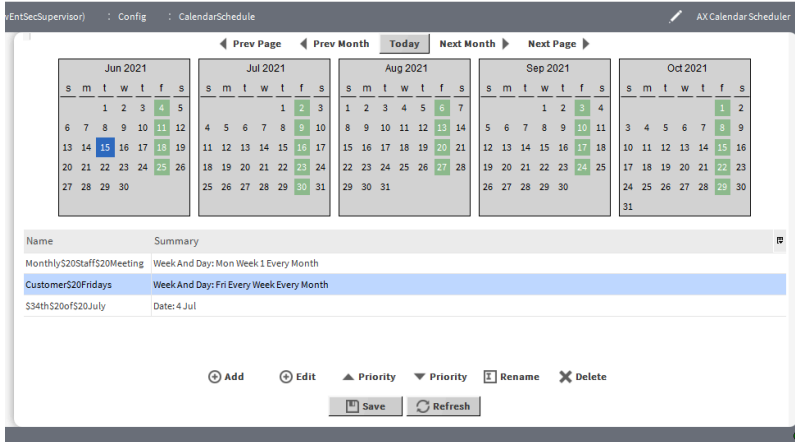 vEntSecSupervisor) : Config : CalendarSchedule AX Calendar Scheduler
Prev Page Prev Month Today Next Month Next Page
Jun 2021 Jul 2021 Aug 2021 Sep 2021 Oct 2021
s m t w t f s s m t w t f s s m t w t f s s m t w t f s s m t w t f s
1 2 3 4 5 1 2 3 1 2 3 4 5 6 7 1 2 3 4 1 2
6 7 8 9 10 11 12 4 5 6 7 8 9 10 8 9 10 11 12 13 14 5 6 7 8 9 10 11 3 4 5 6 7 8 9
13 14 15 16 17 18 19 11 12 13 14 15 16 17 15 16 17 18 19 20 21 12 13 14 15 16 17 18 10 11 12 13 14 15 16
20 21 22 23 24 25 26 18 19 20 21 22 23 24 22 23 24 25 26 27 28 19 20 21 22 23 24 25 17 18 19 20 21 22 23
27 28 29 30 25 26 27 28 29 30 31 29 30 31 26 27 28 29 30 24 25 26 27 28 29 30
31
Name Summary
Monthly$20Staff$20Meeting Week And Day: Mon Week 1 Every Month
Customer$20Fridays Week And Day: Fri Every Week Every Month
$34th$20of$20July Date: 4 Jul
Add Edit Priority Priority Rename Delete
Save Refresh